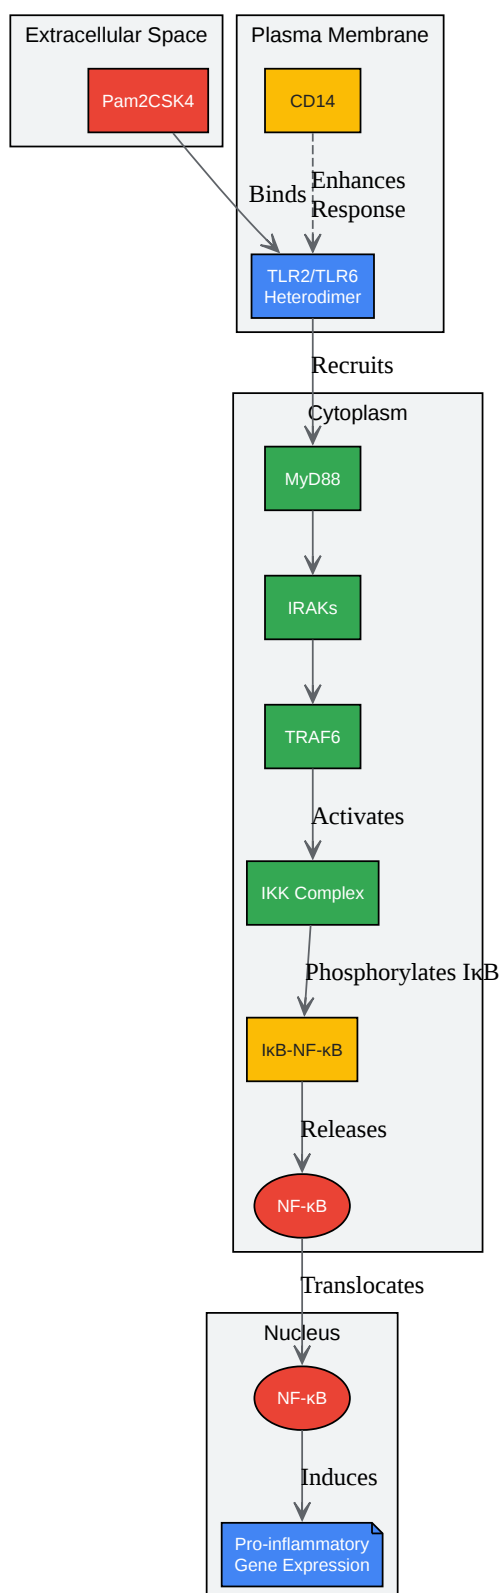 Extracellular Space
Plasma Membrane
Pam2CSK4
CD14
Binds
Enhances
Response
TLR2/TLR6
Heterodimer
Recruits
Cytoplasm
MyD88
IRAKs
TRAF6
Activates
IKK Complex
Phosphorylates IκB
IκB-NF-κB
Releases
NF-κB
Translocates
Nucleus
NF-κB
Induces
Pro-inflammatory
Gene Expression